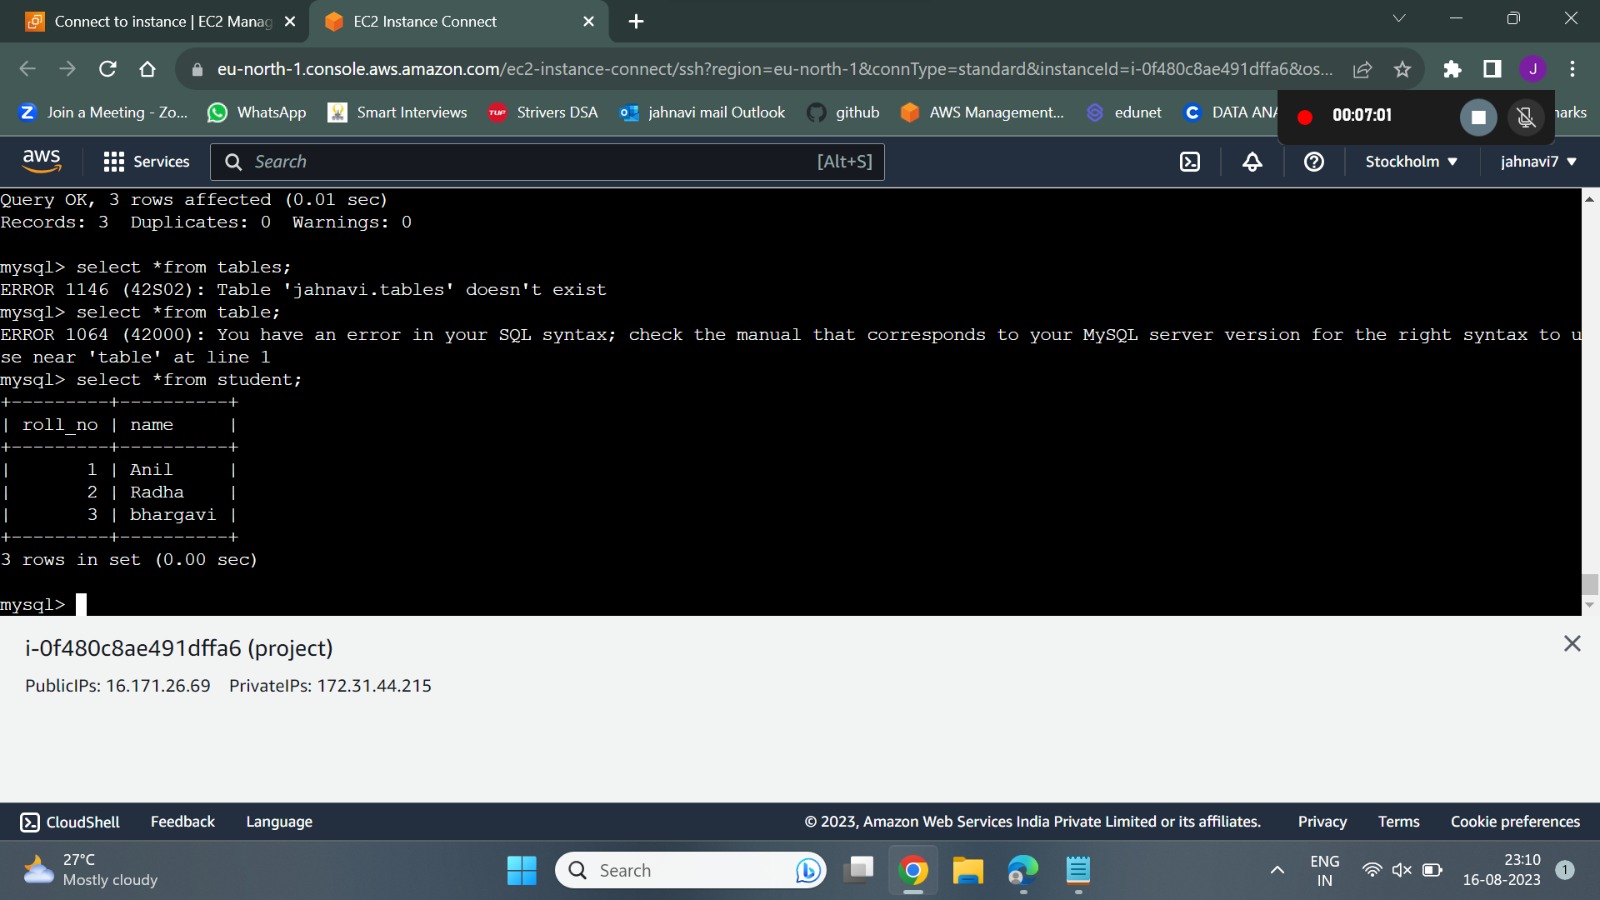 Connect to instance | EC2 Manag
EC2 Instance Connect
eu-north-1.console.aws.amazon.com/ec2-instance-connect/ssh?region=eu-north-1&connType=standard&instanceId=i-0f480c8ae491dffa6&os...
J
Z Join a Meeting - Zo...
WhatsApp
Smart Interviews
TUF Strivers DSA
jahnavi mail Outlook
github
AWS Management...
edunet
C DATA ANA
00:07:01
arks
aws
Services
Search [Alt+S]
Stockholm
jahnavi7
Query OK, 3 rows affected (0.01 sec)
Records: 3  Duplicates: 0  Warnings: 0
mysql> select *from tables;
ERROR 1146 (42S02): Table 'jahnavi.tables' doesn't exist
mysql> select *from table;
ERROR 1064 (42000): You have an error in your SQL syntax; check the manual that corresponds to your MySQL server version for the right syntax to u
se near 'table' at line 1
mysql> select *from student;
+---------+----------+
| roll_no | name     |
+---------+----------+
|       1 | Anil     |
|       2 | Radha    |
|       3 | bhargavi |
+---------+----------+
3 rows in set (0.00 sec)
mysql>
i-0f480c8ae491dffa6 (project)
PublicIPs: 16.171.26.69  PrivateIPs: 172.31.44.215
CloudShell
Feedback
Language
© 2023, Amazon Web Services India Private Limited or its affiliates.
Privacy
Terms
Cookie preferences
27°C
Mostly cloudy
Search
ENG
IN
23:10
16-08-2023
1